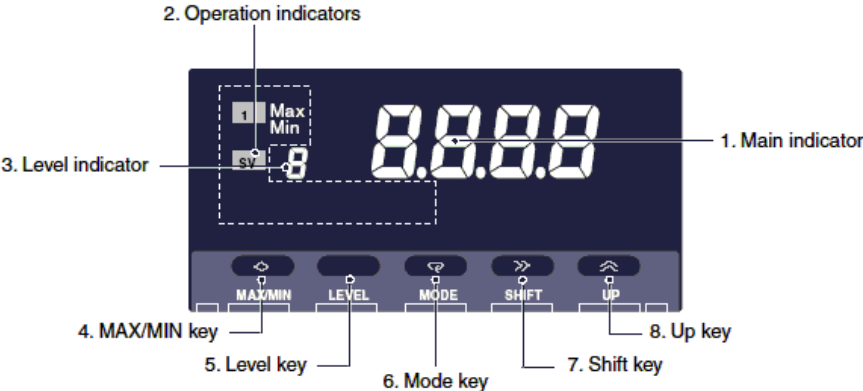 2. Operation indicators
1 Max
Min
8.8.8.8
1. Main indicator
3. Level indicator
SV 8
MAX/MIN LEVEL MODE SHIFT UP
4. MAX/MIN key
8. Up key
5. Level key
7. Shift key
6. Mode key